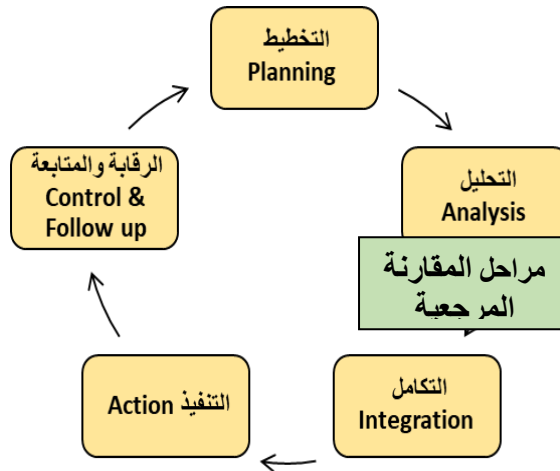 التخطيط
Planning
التحليل
Analysis
مراحل المقارنة
المرجعية
التكامل
Integration
التنفيذ Action
الرقابة والمتابعة
Control &
Follow up